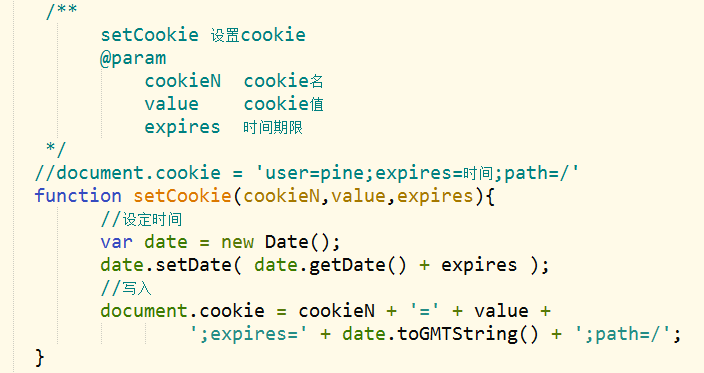 /**
setCookie 设置cookie
@param
cookieN cookie名
value cookie值
expires 时间期限
*/
//document.cookie = 'user=pine;expires=时间;path=/'
function setCookie(cookieN,value,expires){
//设定时间
var date = new Date();
date.setDate( date.getDate() + expires );
//写入
document.cookie = cookieN + '=' + value +
';expires=' + date.toGMTString() + ';path=/';
}